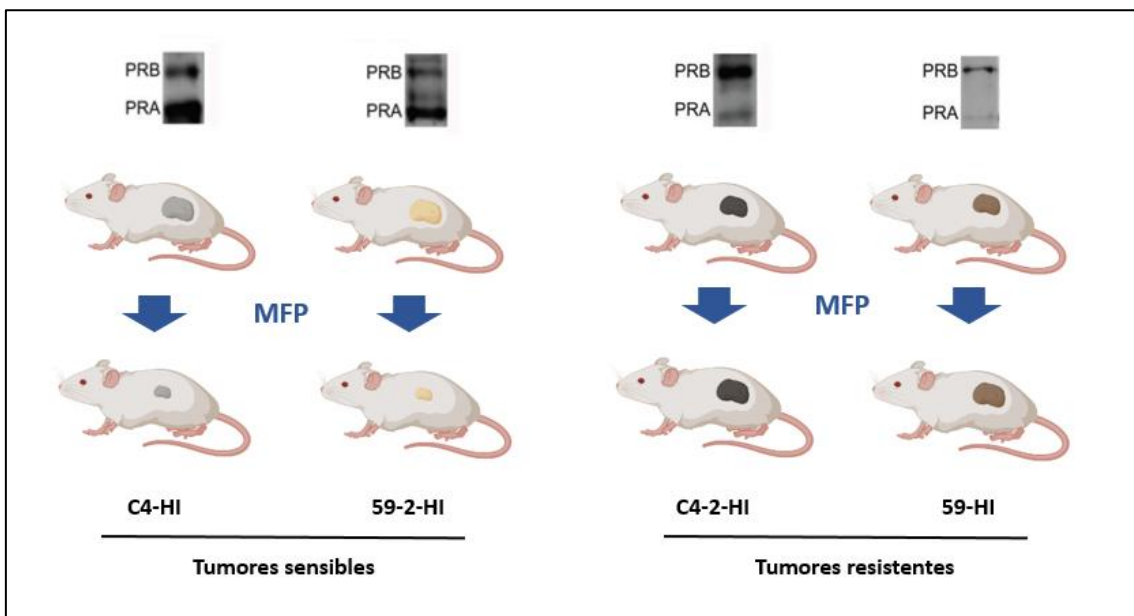 PRB
PRA
PRB
PRA
PRB
PRA
PRB
PRA
MFP
MFP
C4-HI
59-2-HI
C4-2-HI
59-HI
Tumores sensibles
Tumores resistentes